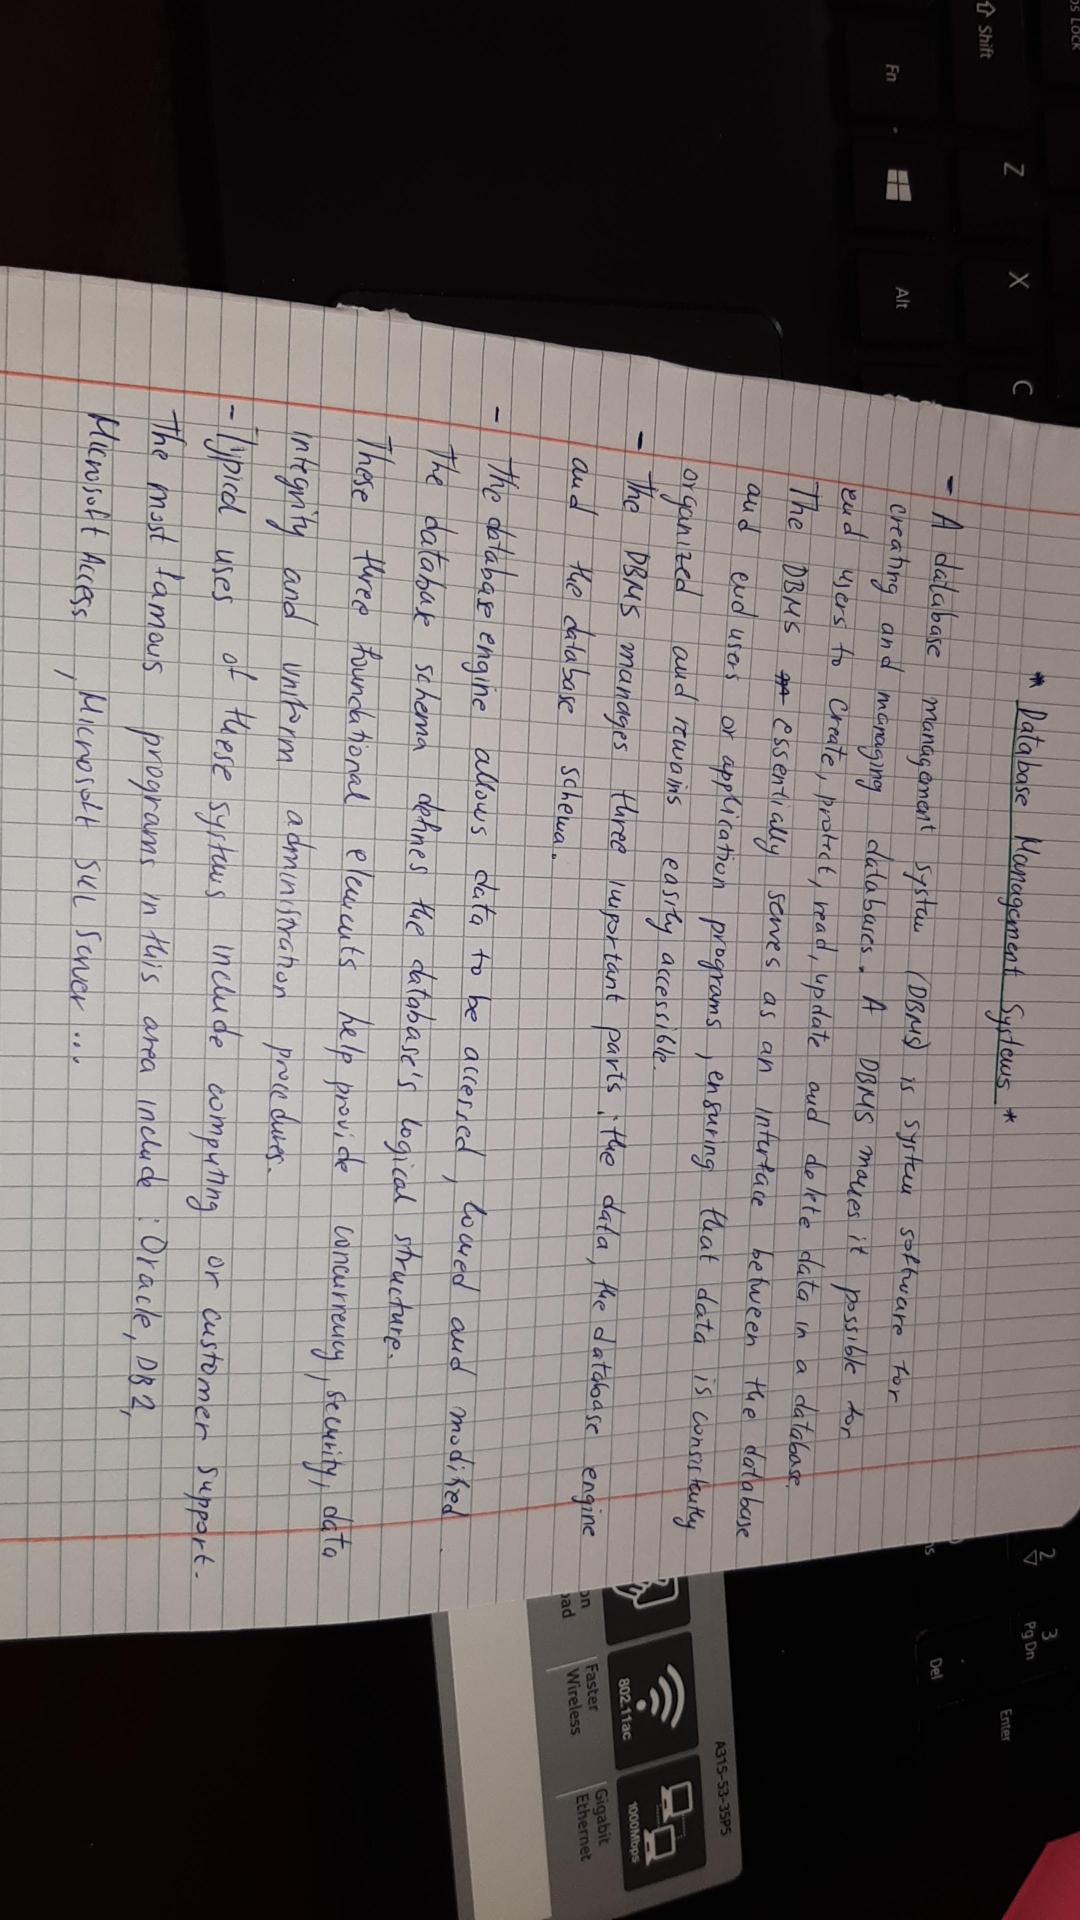 * Database Management Systems *
- A database management system (DBMS) is system software for
creating and managing databases. A DBMS makes it possible for
end users to create, protect, read, update and delete data in a database.
The DBMS essentially serves as an interface between the database
and end users or application programs, ensuring that data is consistently
organized and remains easily accessible.
- The DBMS manages three important parts: the data, the database engine
and the database schema.
- The database engine allows data to be accessed, locked and modified.
The database schema defines the database's logical structure.
These three foundational elements help provide concurrency, security, data
integrity and uniform administration procedures.
- Typical uses of these systems include computing or customer support.
The most famous programs in this area include: Oracle, DB2,
Microsoft Access, Microsoft SQL Server ...
Z
X
C
Shift
Fn
Alt
2
3
Pg Dn
Enter
Del
A315-53-35P5
802.11ac
1000Mbps
Faster
Wireless
Gigabit
Ethernet